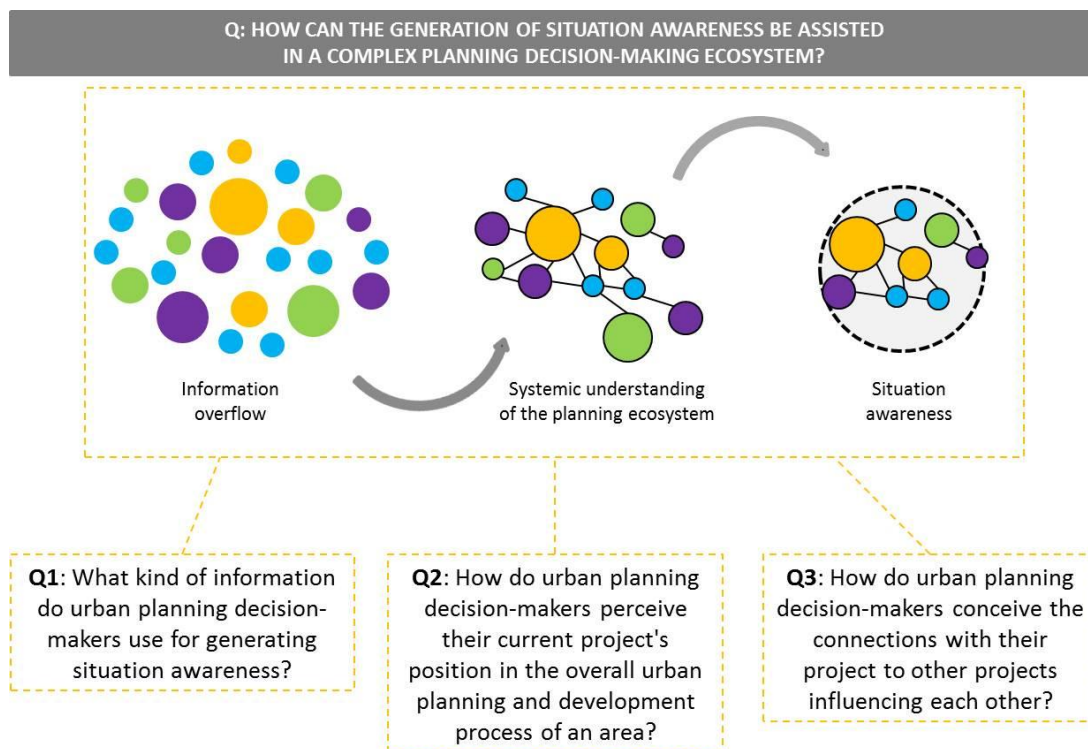 Q: HOW CAN THE GENERATION OF SITUATION AWARENESS BE ASSISTED
IN A COMPLEX PLANNING DECISION-MAKING ECOSYSTEM?
Information
overflow
Systemic understanding
of the planning ecosystem
Situation
awareness
Q1: What kind of information
do urban planning decision-
makers use for generating
situation awareness?
Q2: How do urban planning
decision-makers perceive
their current project's
position in the overall urban
planning and development
process of an area?
Q3: How do urban planning
decision-makers conceive the
connections with their
project to other projects
influencing each other?